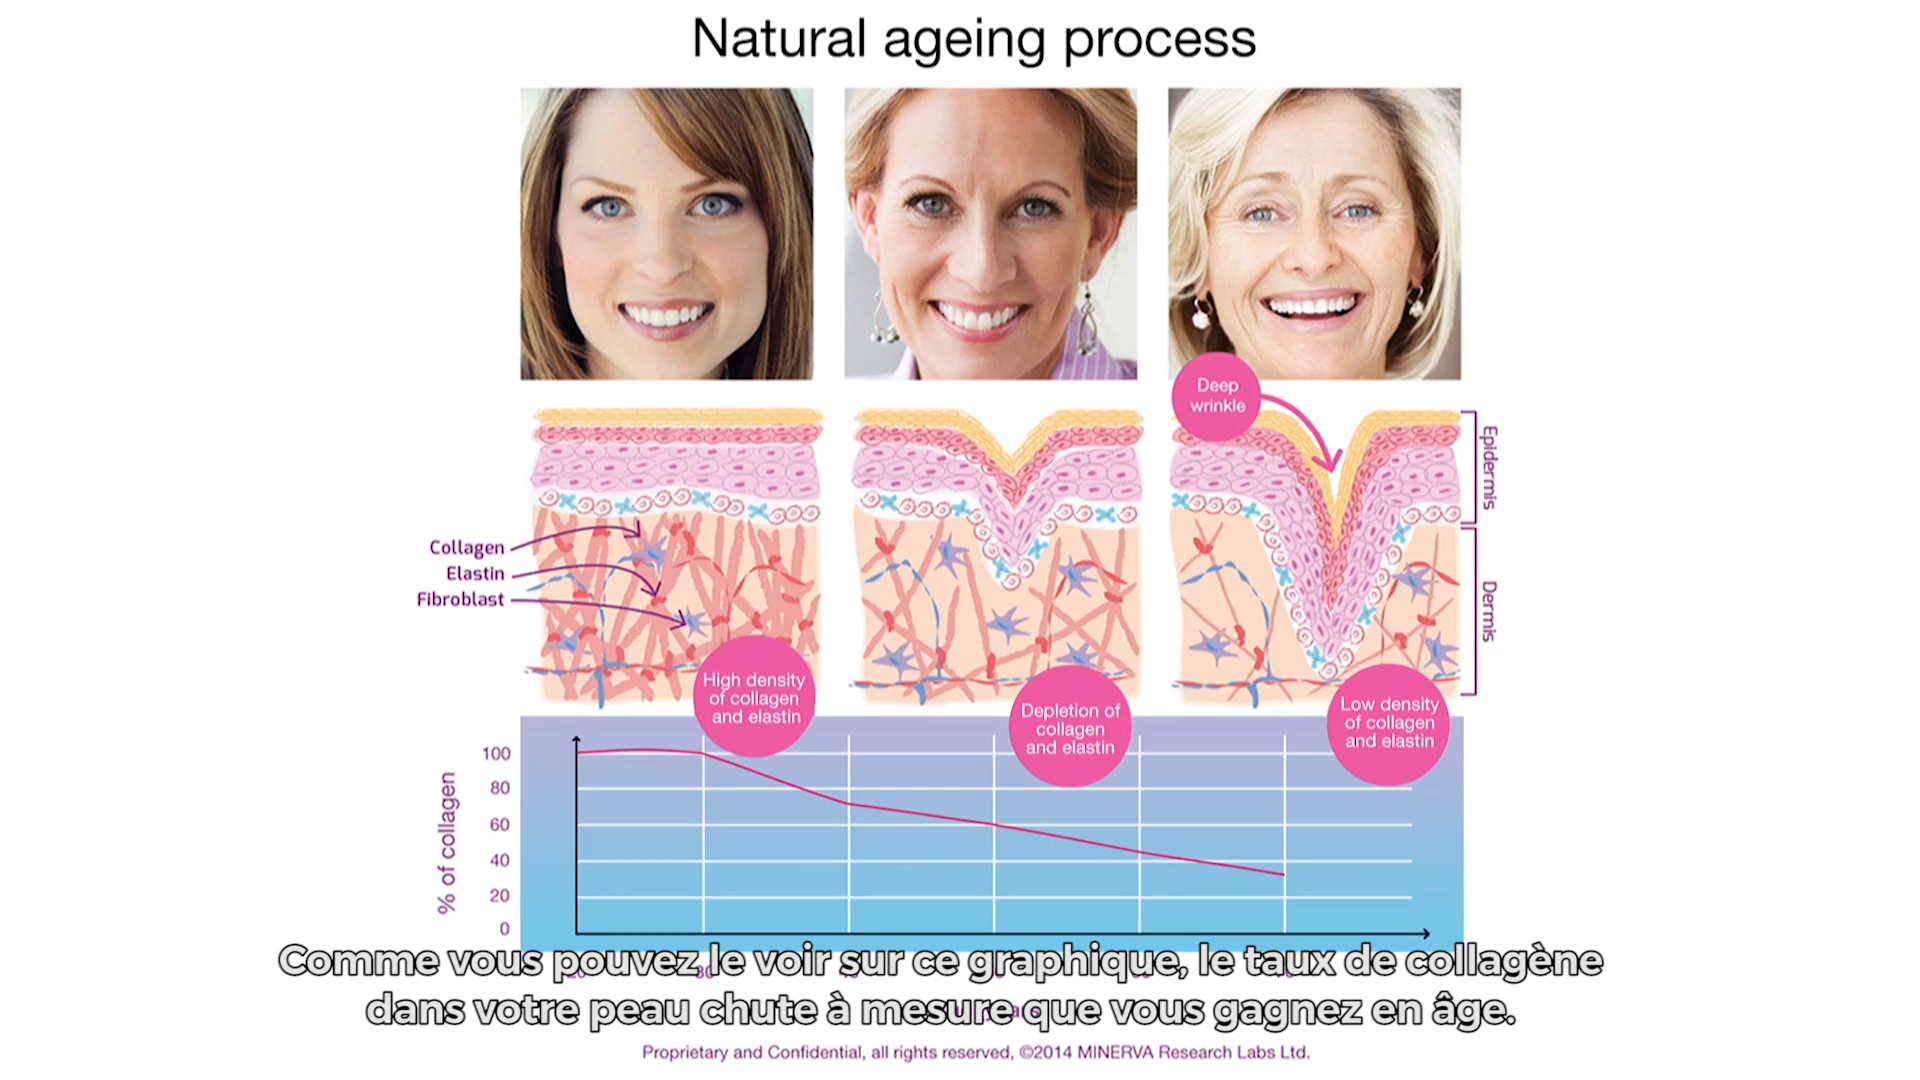 Natural ageing process
Deep
wrinkle
Epidermis
Collagen
Elastin
Fibroblast
Dermis
High density
of collagen
and elastin
Depletion of
collagen
and elastin
Low density
of collagen
and elastin
% of collagen
100
80
60
40
20
0
Comme vous pouvez le voir sur ce graphique, le taux de collagène
dans votre peau chute à mesure que vous gagnez en âge.
Proprietary and Confidential, all rights reserved, ©2014 MINERVA Research Labs Ltd.